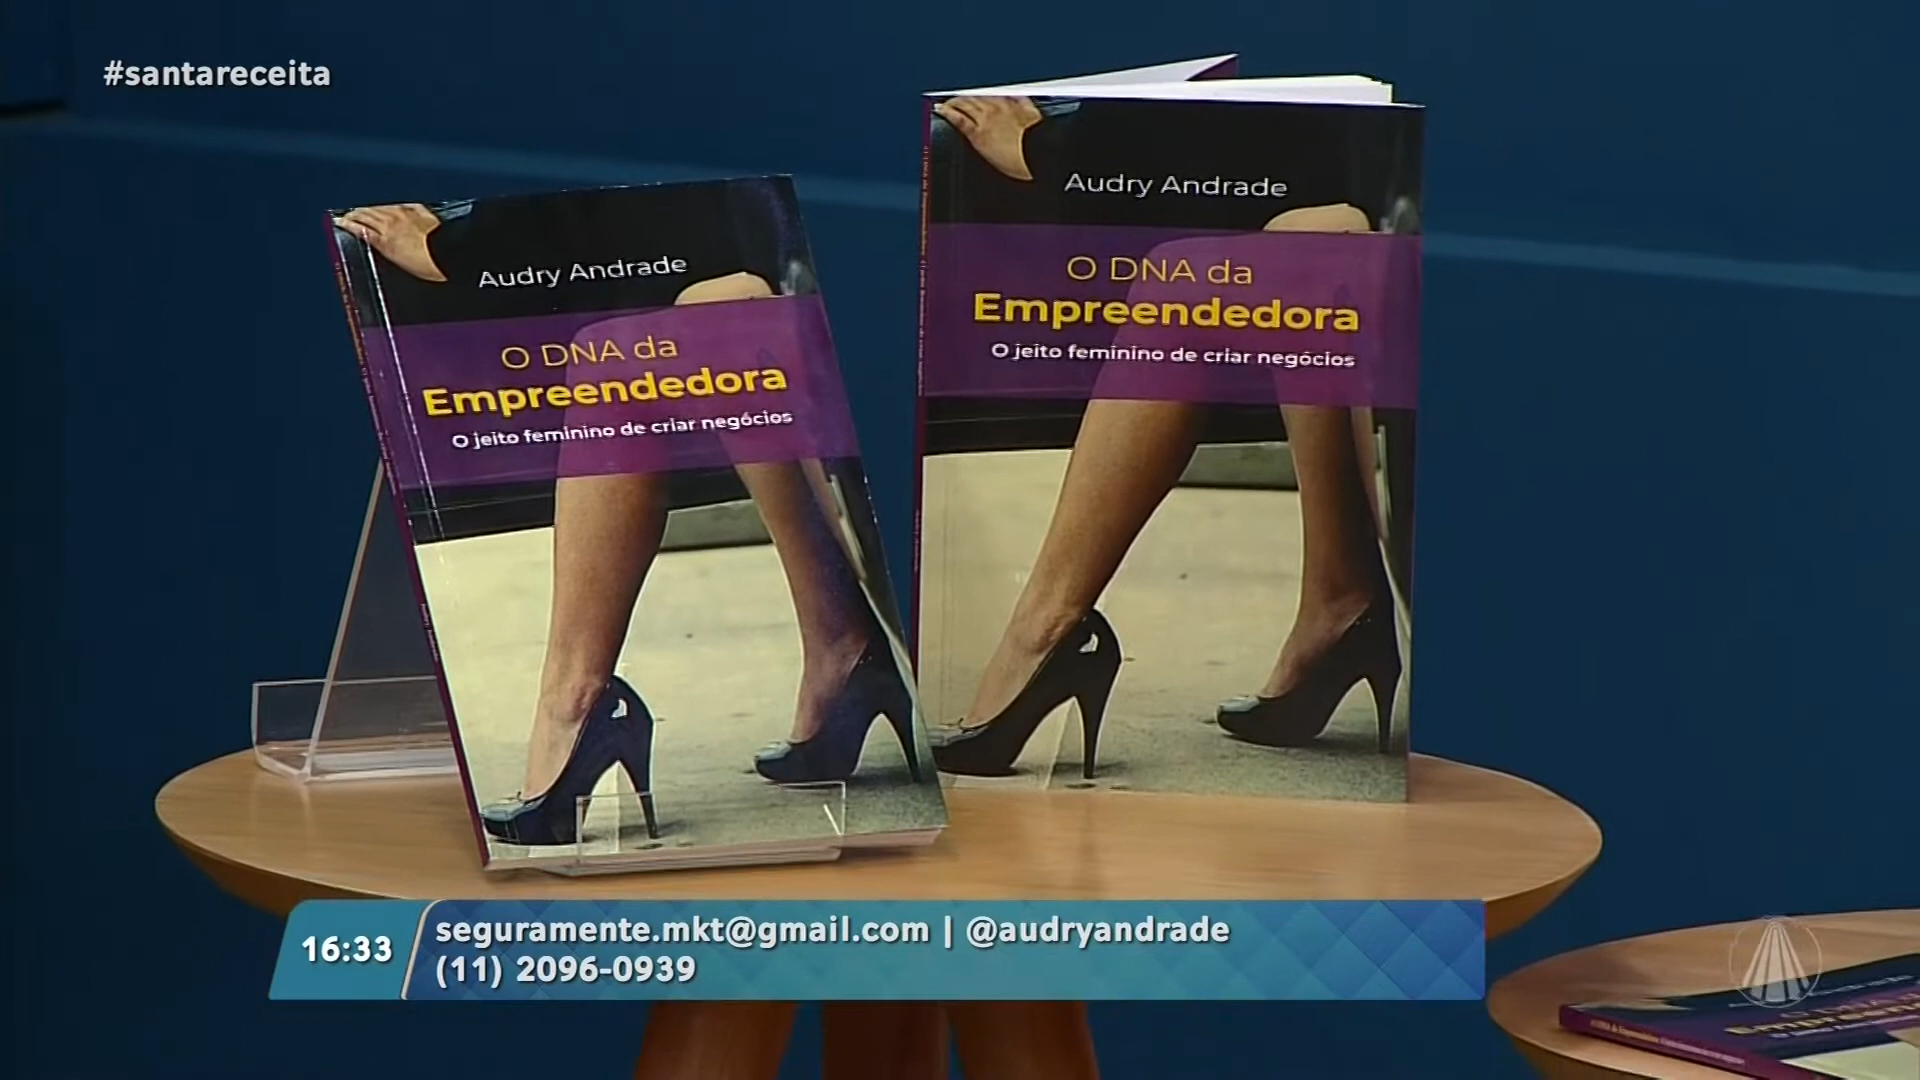 #santareceita
Audry Andrade
O DNA da
Empreendedora
O jeito feminino de criar negócios
Audry Andrade
O DNA da
Empreendedora
O jeito feminino de criar negócios
16:33
seguramente.mkt@gmail.com | @audryandrade
(11) 2096-0939